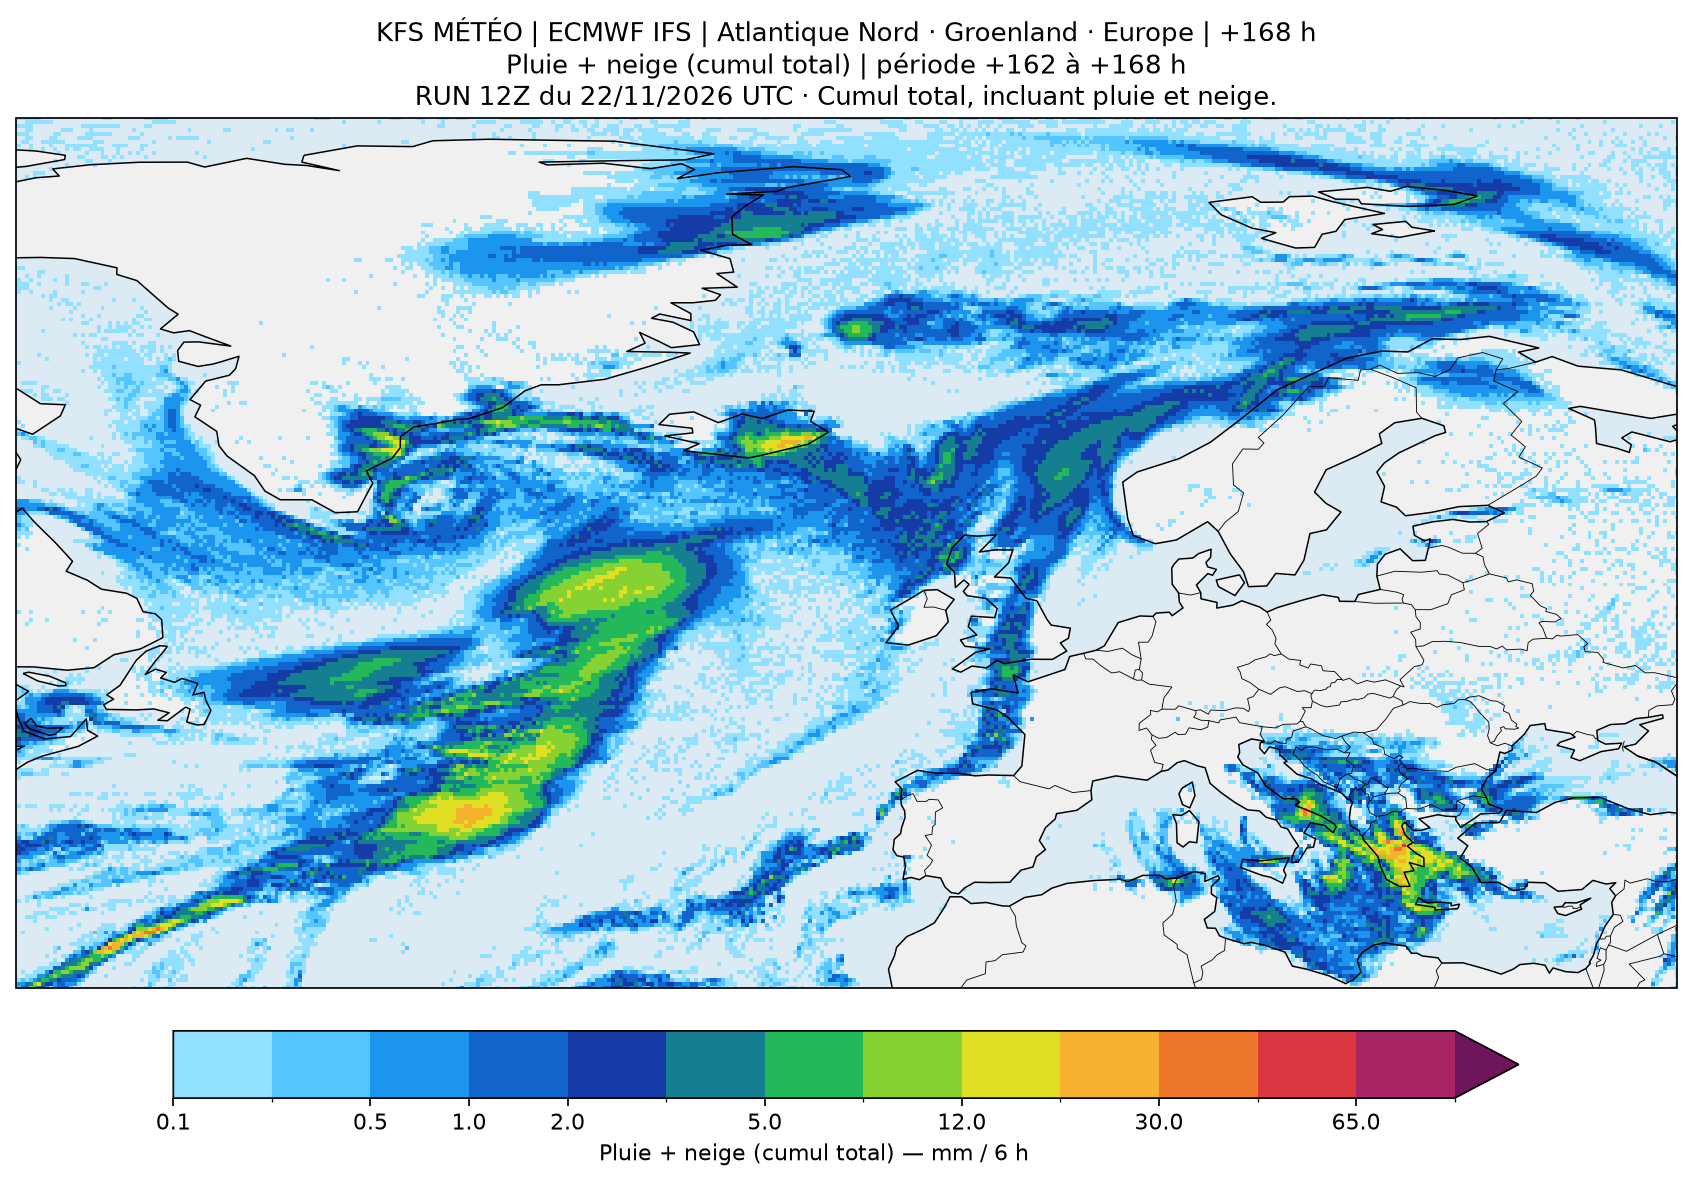 KFS MÉTÉO | ECMWF IFS | Atlantique Nord · Groenland · Europe | +168 h
Pluie + neige (cumul total) | période +162 à +168 h
RUN 12Z du 22/11/2026 UTC · Cumul total, incluant pluie et neige.
0.1 0.5 1.0 2.0 5.0 12.0 30.0 65.0
Pluie + neige (cumul total) — mm / 6 h